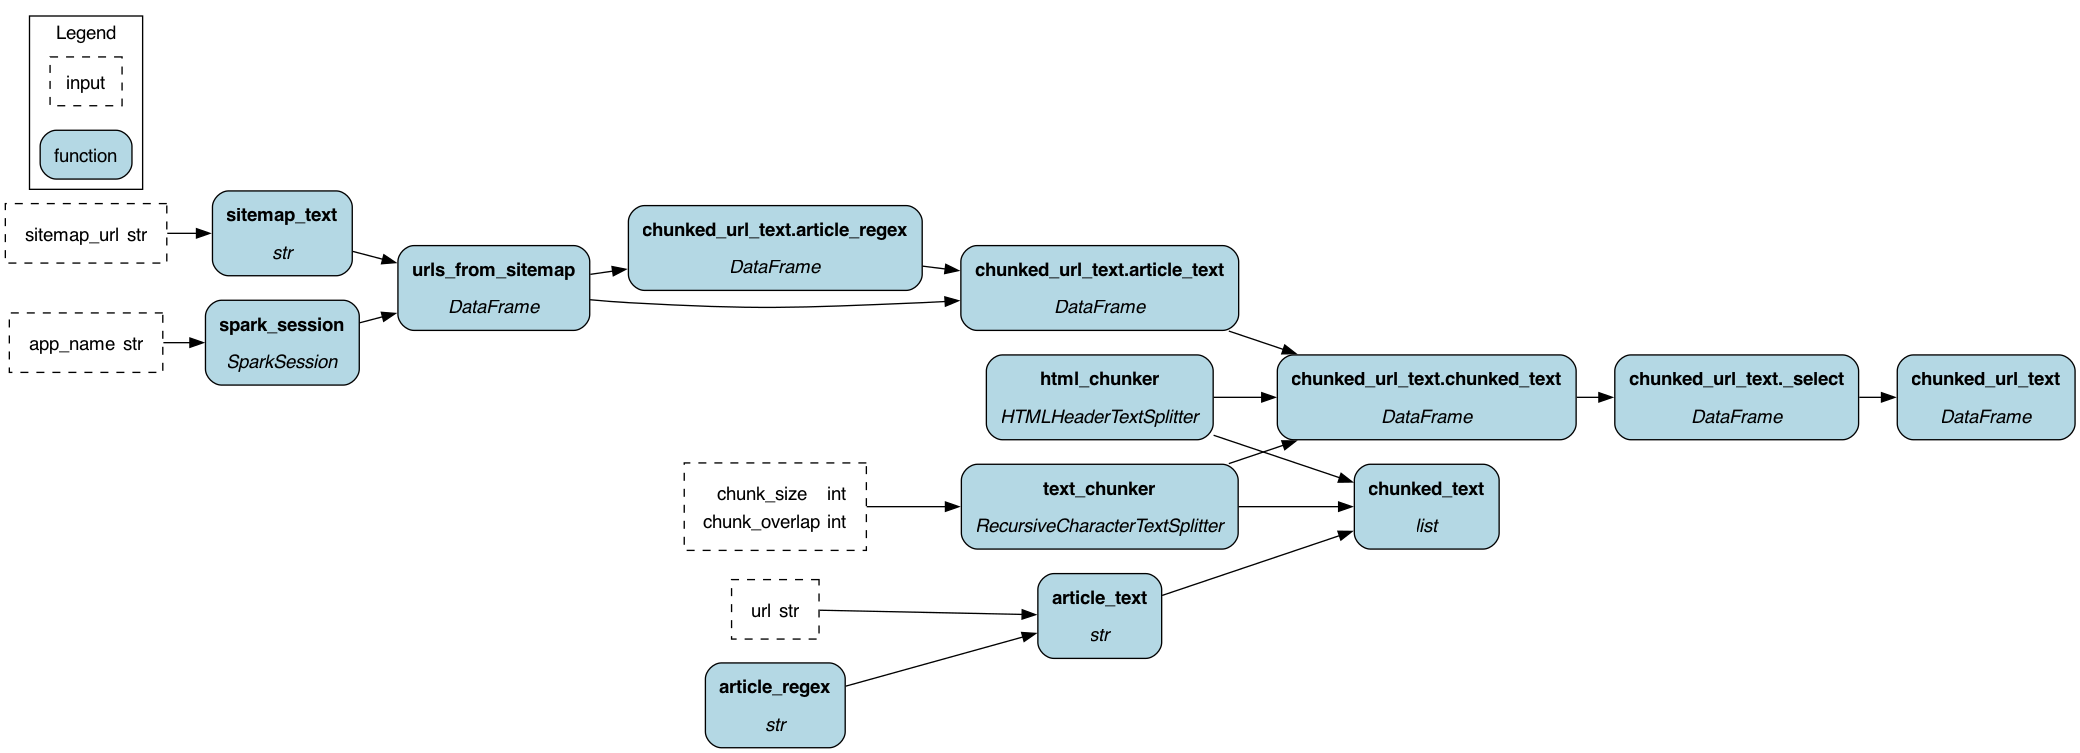 Legend
input
function
sitemap_url str
sitemap_text
str
app_name str
spark_session
SparkSession
urls_from_sitemap
DataFrame
chunked_url_text.article_regex
DataFrame
chunked_url_text.article_text
DataFrame
html_chunker
HTMLHeaderTextSplitter
chunked_url_text.chunked_text
DataFrame
chunked_url_text._select
DataFrame
chunked_url_text
DataFrame
chunk_size int
chunk_overlap int
text_chunker
RecursiveCharacterTextSplitter
chunked_text
list
url str
article_text
str
article_regex
str